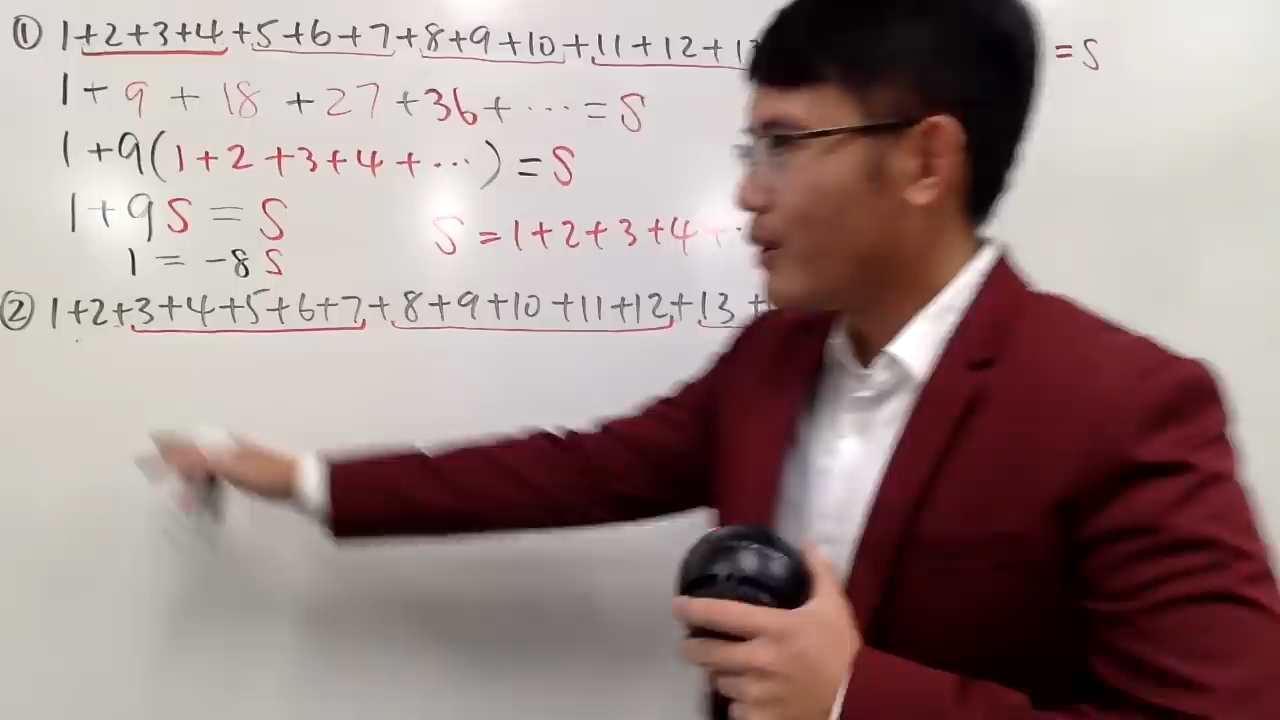 ① 1+2+3+4+5+6+7+8+9+10+11+12+1 =S
1+9+18+27+36+⋯=S
1+9(1+2+3+4+⋯)=S
1+9S=S
S=1+2+3+4+
1=-8S
② 1+2+3+4+5+6+7+8+9+10+11+12+13+